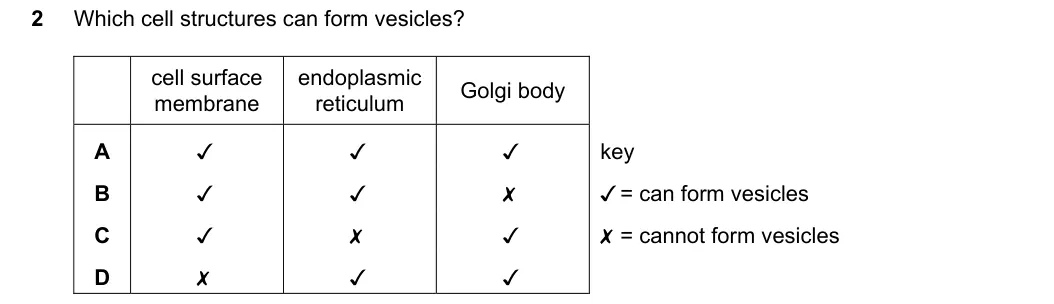 2 Which cell structures can form vesicles?
cell surface membrane endoplasmic reticulum Golgi body
A ✓ ✓ ✓ key
B ✓ ✓ ✗ ✓ = can form vesicles
C ✓ ✗ ✓ ✗ = cannot form vesicles
D ✗ ✓ ✓